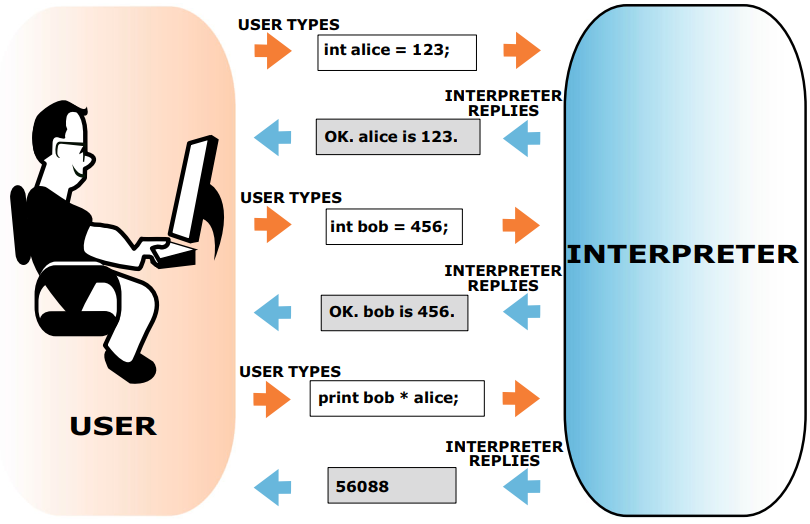 USER TYPES
int alice = 123;
INTERPRETER
REPLIES
OK. alice is 123.
USER TYPES
int bob = 456;
INTERPRETER
INTERPRETER
REPLIES
OK. bob is 456.
USER TYPES
print bob * alice;
USER
INTERPRETER
REPLIES
56088